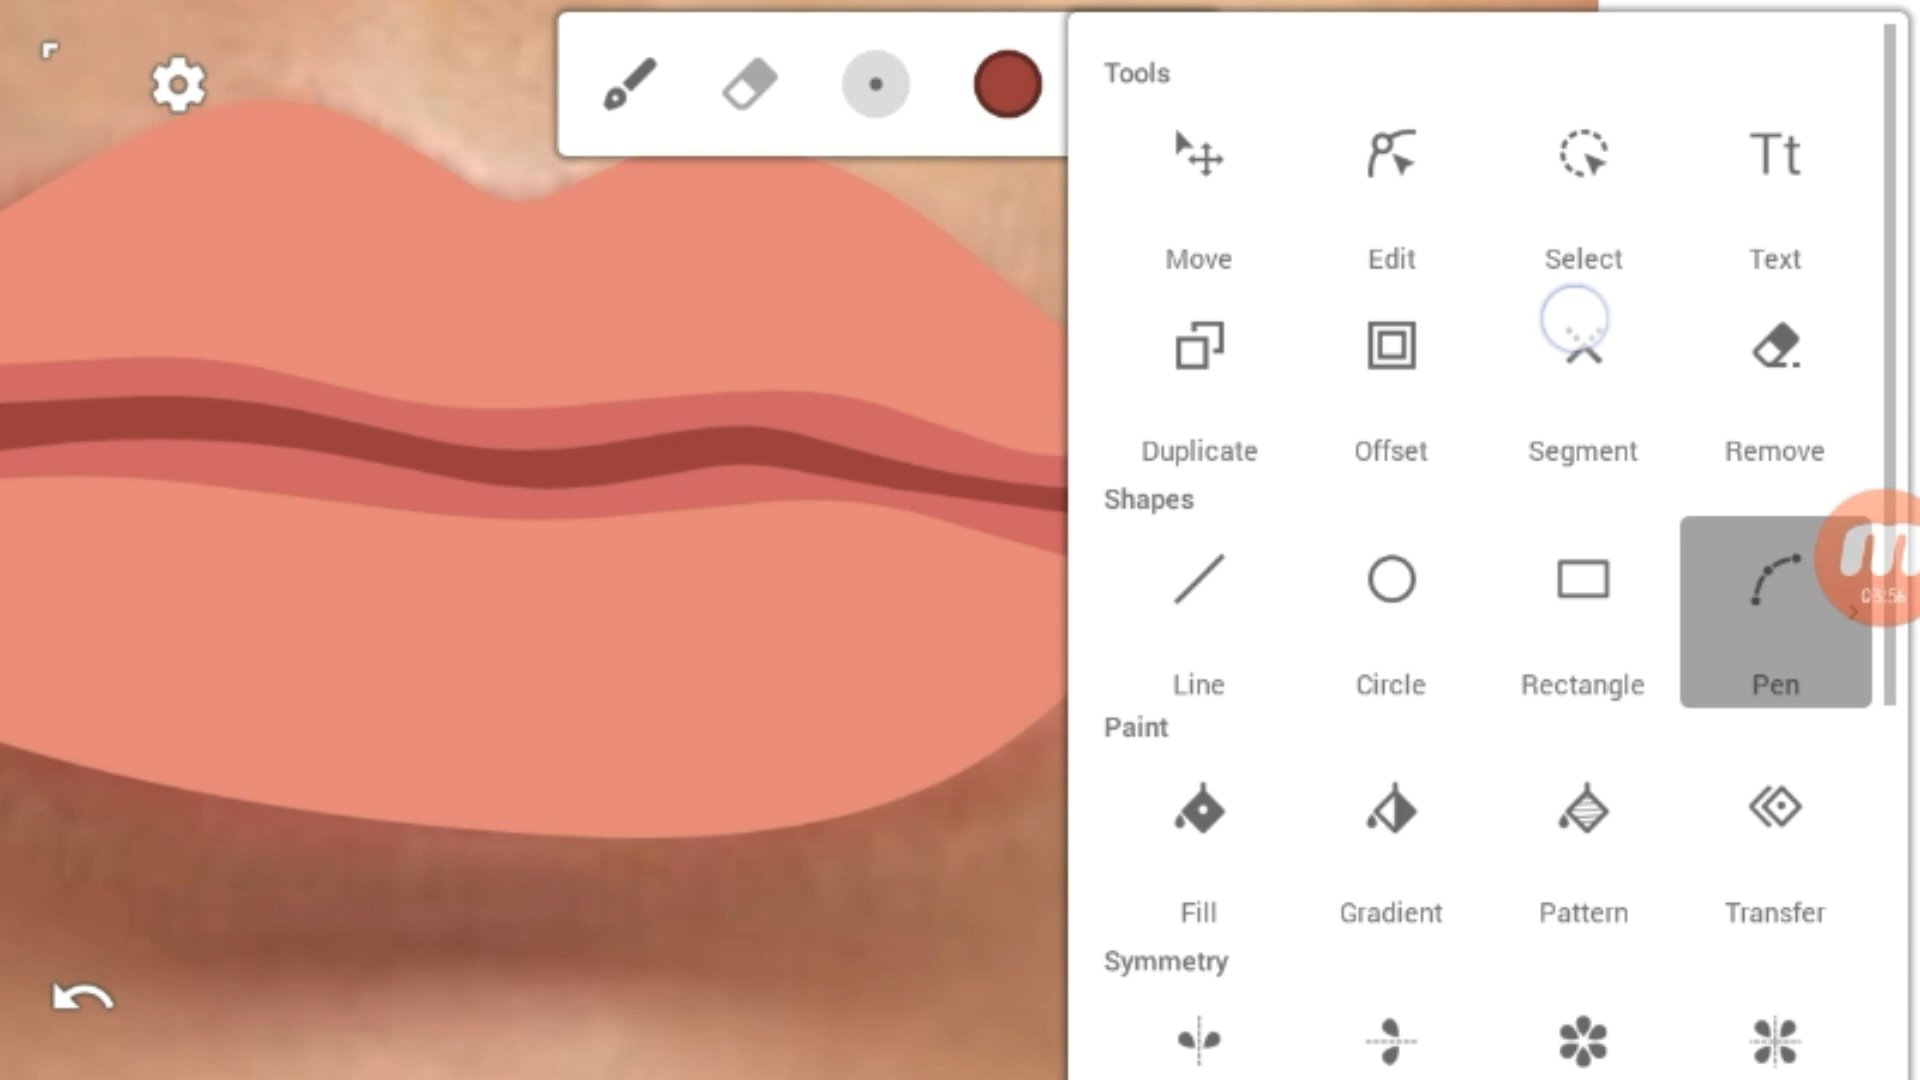 Tools
Tt
Move Edit Select Text
Duplicate Offset Segment Remove
Shapes
Line Circle Rectangle Pen
Paint
Fill Gradient Pattern Transfer
Symmetry